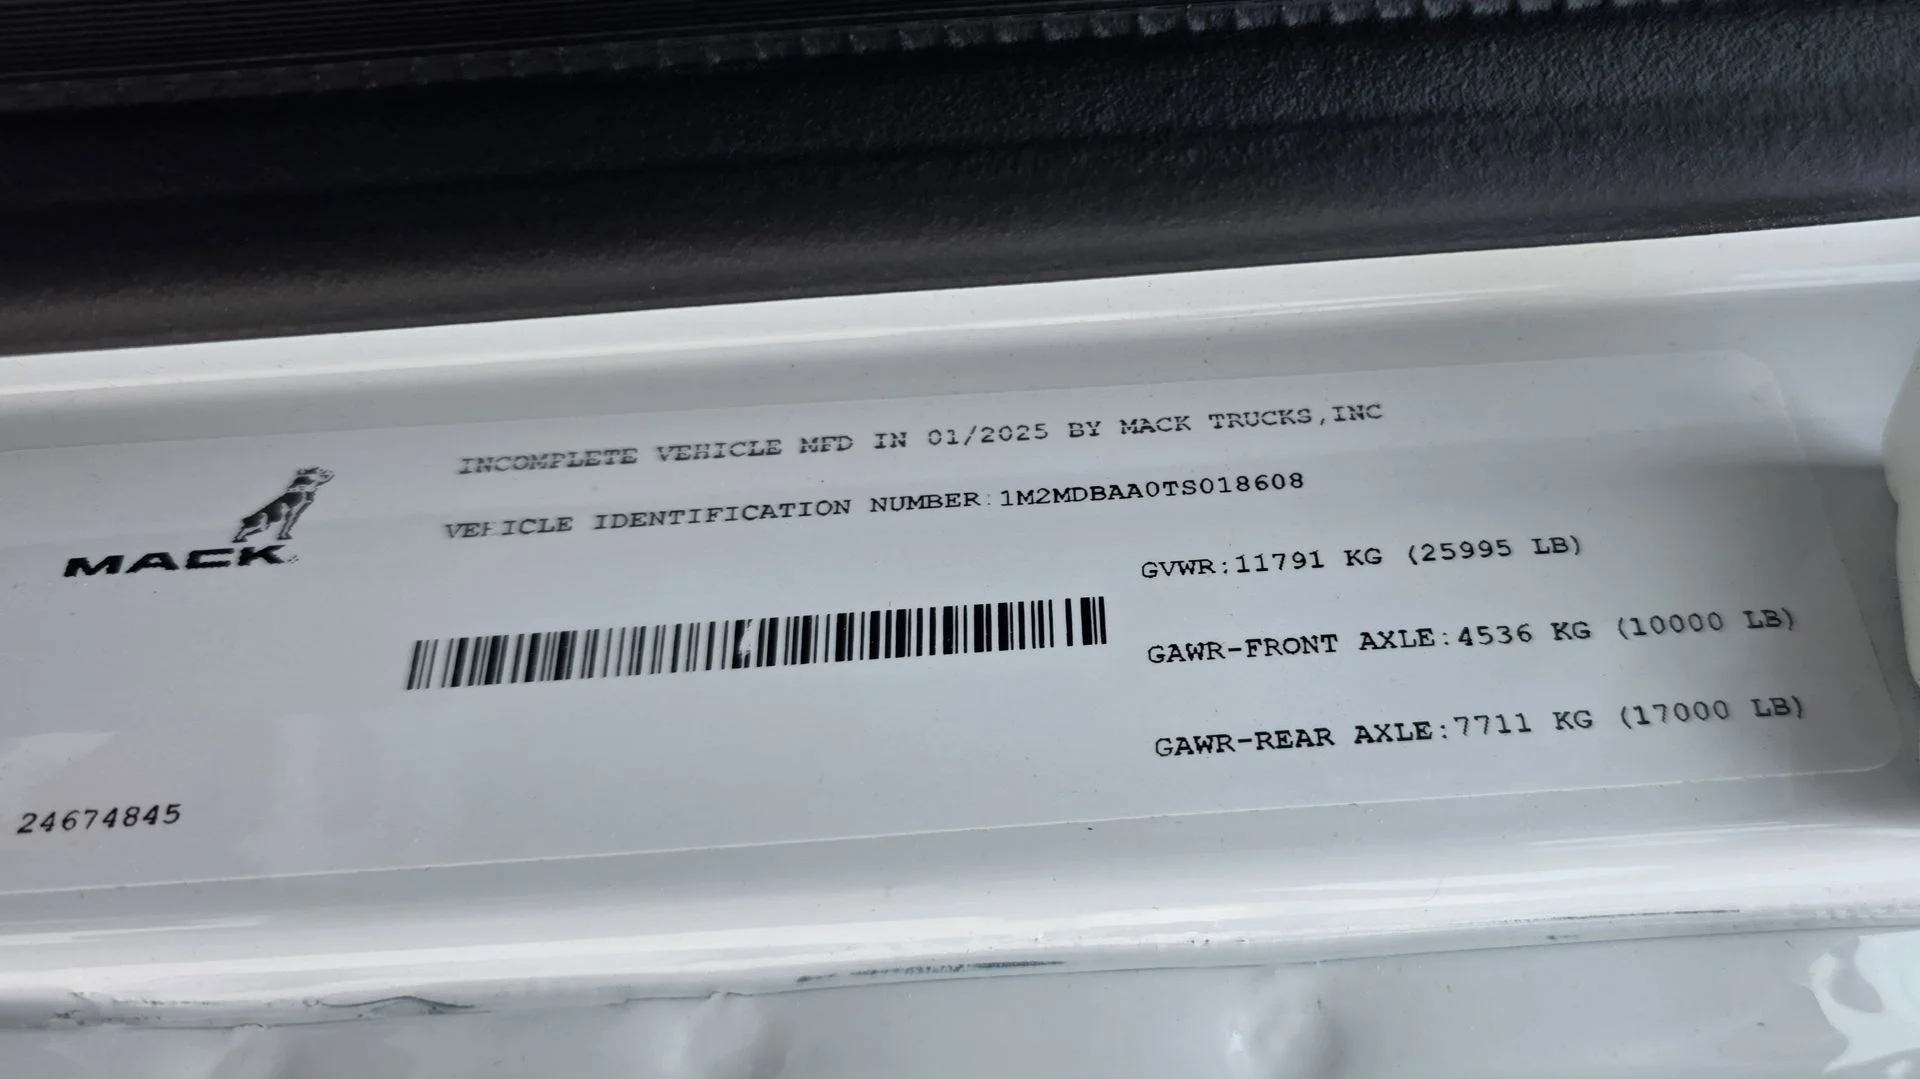 INCOMPLETE VEHICLE MFD IN 01/2025 BY MACK TRUCKS,INC
VEHICLE IDENTIFICATION NUMBER:1M2MDBAA0TS018608
MACK
GVWR:11791 KG (25995 LB)
GAWR-FRONT AXLE:4536 KG (10000 LB)
GAWR-REAR AXLE:7711 KG (17000 LB)
24674845